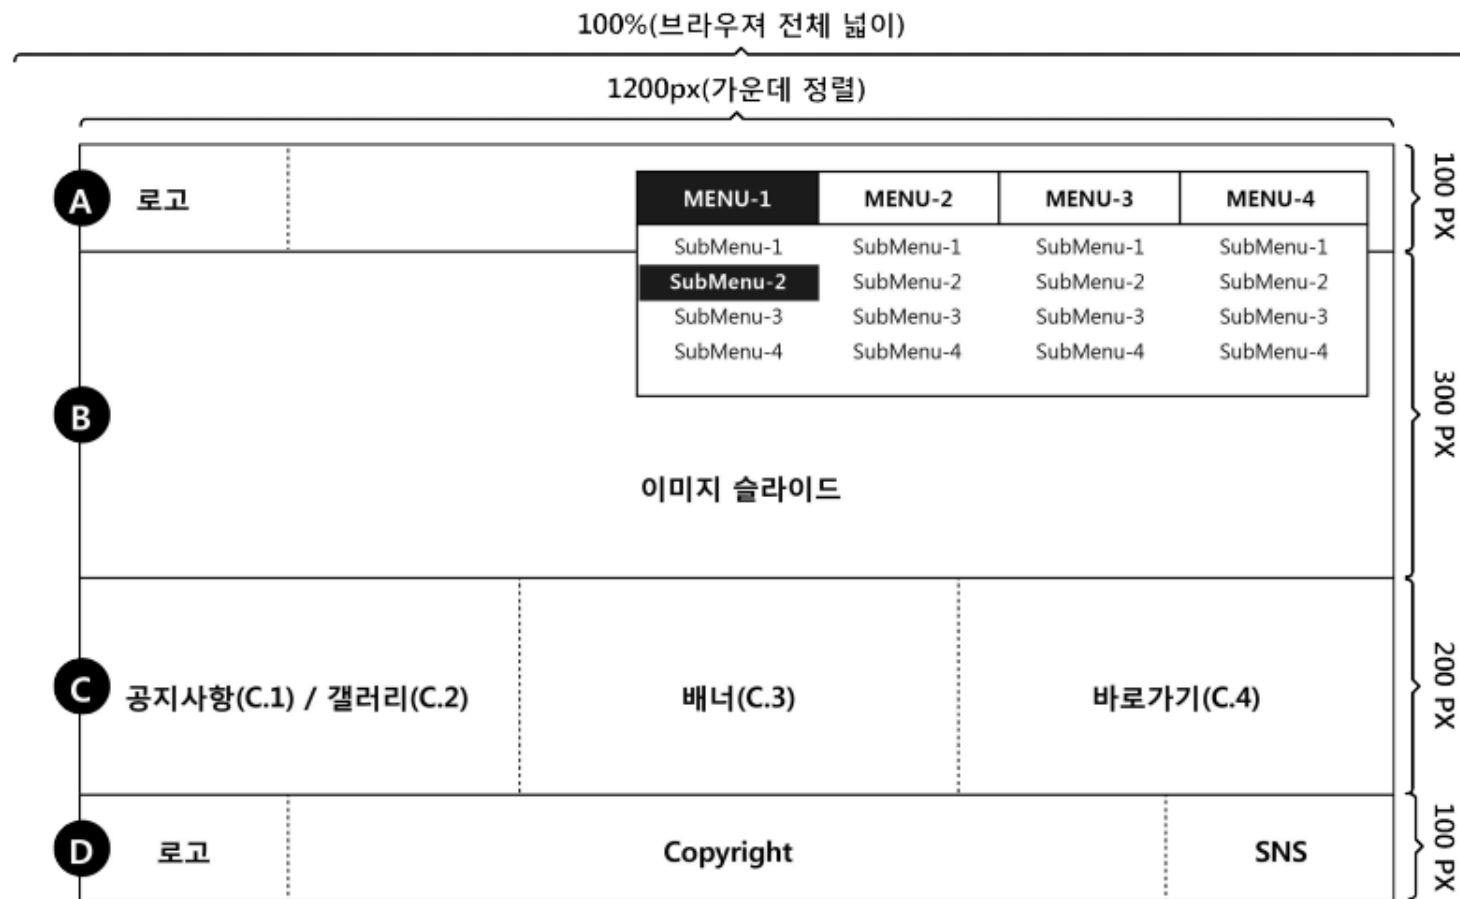 100%(브라우져 전체 넓이)
1200px(가운데 정렬)
A
로고
MENU-1 MENU-2 MENU-3 MENU-4
100 PX
SubMenu-1 SubMenu-1 SubMenu-1 SubMenu-1
SubMenu-2 SubMenu-2 SubMenu-2 SubMenu-2
SubMenu-3 SubMenu-3 SubMenu-3 SubMenu-3
SubMenu-4 SubMenu-4 SubMenu-4 SubMenu-4
B
300 PX
이미지 슬라이드
C
공지사항(C.1) / 갤러리(C.2) 배너(C.3) 바로가기(C.4)
200 PX
D
로고 Copyright SNS
100 PX